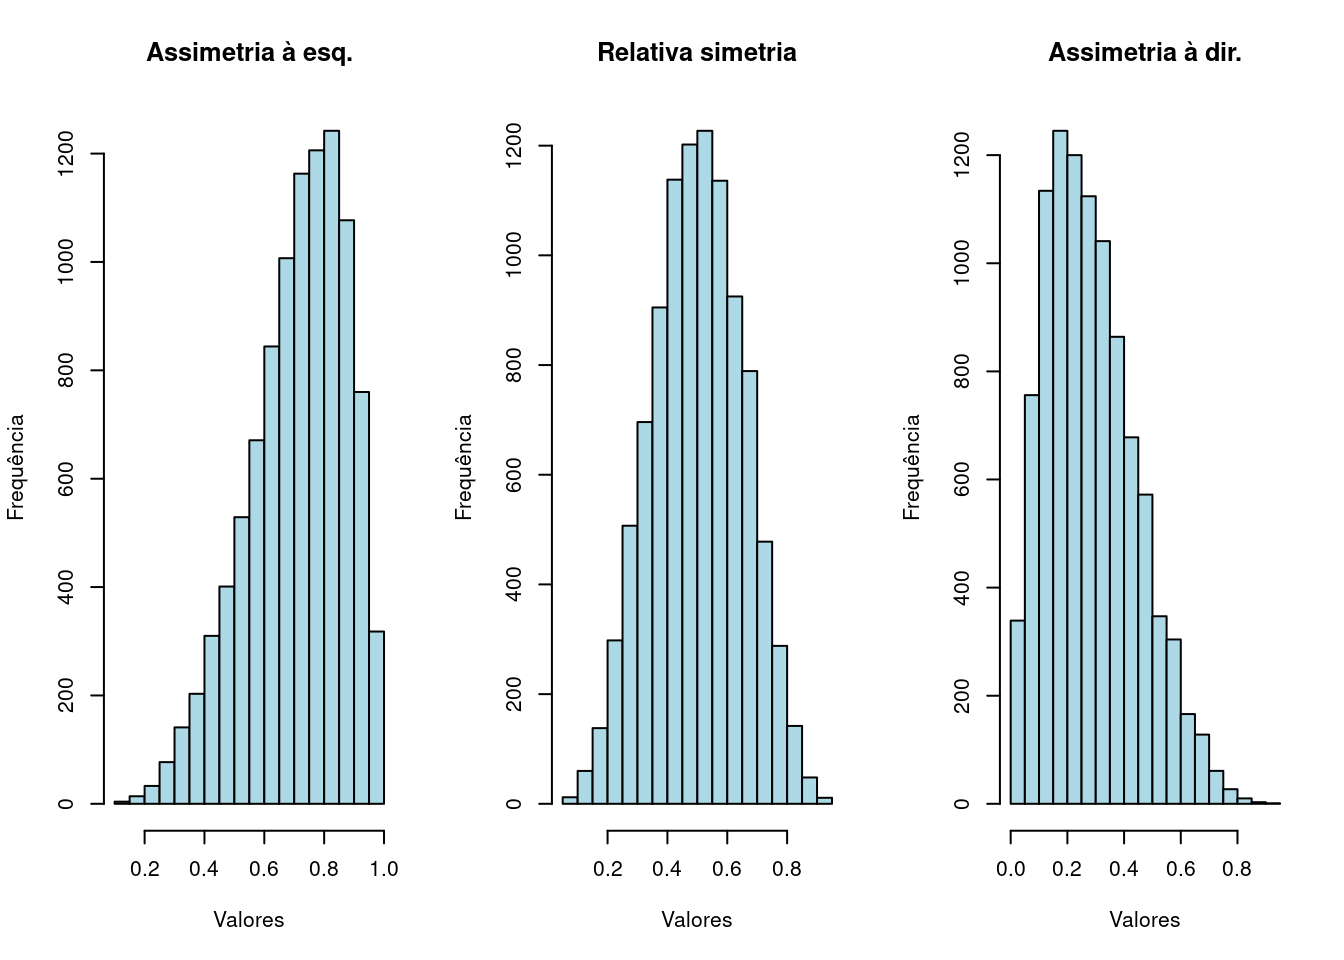 Assimetria à esq.
Frequência
0
200
400
600
800
1000
1200
0.2 0.4 0.6 0.8 1.0
Valores
Relativa simetria
Frequência
0
200
400
600
800
1000
1200
0.2 0.4 0.6 0.8
Valores
Assimetria à dir.
Frequência
0
200
400
600
800
1000
1200
0.0 0.2 0.4 0.6 0.8
Valores